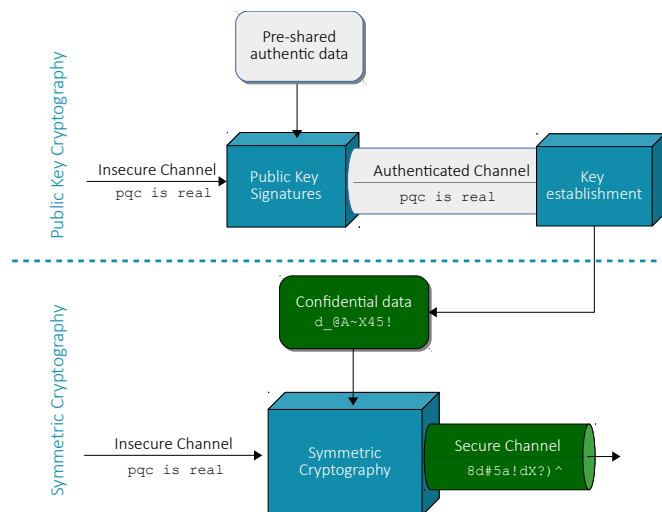 Public Key Cryptography
Pre-shared
authentic data
Insecure Channel
pqc is real
Public Key
Signatures
Authenticated Channel
pqc is real
Key
establishment
Symmetric Cryptography
Confidential data
d_@A~X45!
Insecure Channel
pqc is real
Symmetric
Cryptography
Secure Channel
8d#5a!dX?)^